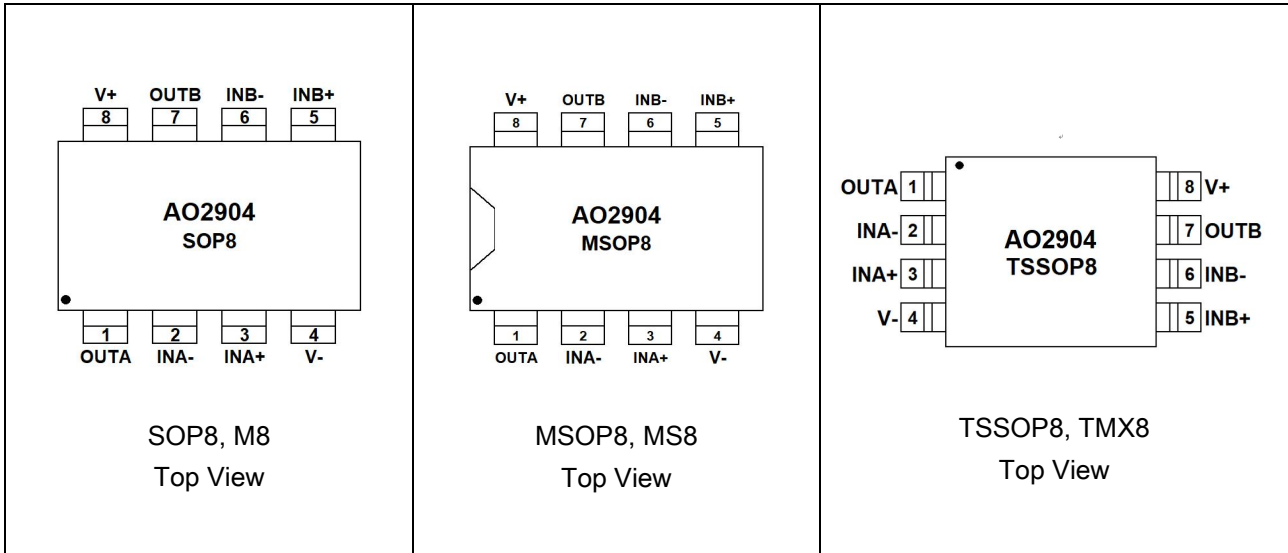 V+ OUTB INB- INB+
8 7 6 5
AO2904
SOP8
1 2 3 4
OUTA INA- INA+ V-
SOP8, M8
Top View
V+ OUTB INB- INB+
8 7 6 5
AO2904
MSOP8
1 2 3 4
OUTA INA- INA+ V-
MSOP8, MS8
Top View
OUTA 1 8 V+
INA- 2 7 OUTB
INA+ 3 6 INB-
V- 4 5 INB+
AO2904
TSSOP8
TSSOP8, TMX8
Top View